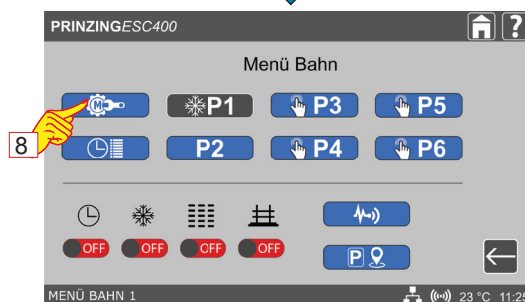 PRINZINGESC400
?
Menü Bahn
M P1 P3 P5
8
P2 P4 P6
OFF OFF OFF OFF
P
MENÜ BAHN 1 23 °C 11:23